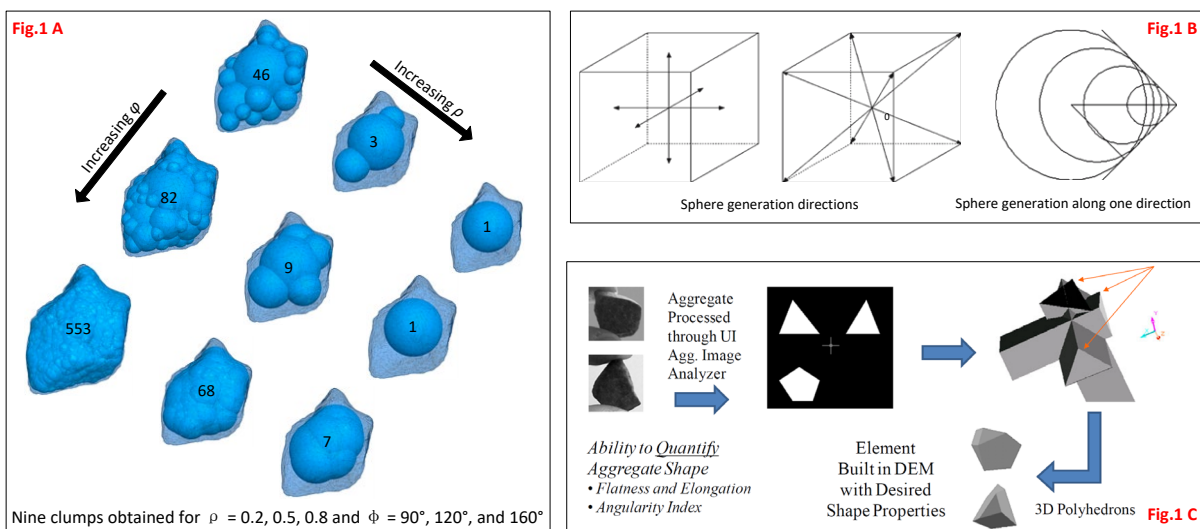 Fig.1 A
46
Increasing ρ
Increasing φ
3
82
1
9
553
1
68
7
Nine clumps obtained for ρ = 0.2, 0.5, 0.8 and ϕ = 90°, 120°, and 160°
Fig.1 B
0
Sphere generation directions
Sphere generation along one direction
Fig.1 C
Aggregate
Processed
through UI
Agg. Image
Analyzer
Ability to Quantify
Aggregate Shape
• Flatness and Elongation
• Angularity Index
Element
Built in DEM
with Desired
Shape Properties
3D Polyhedrons